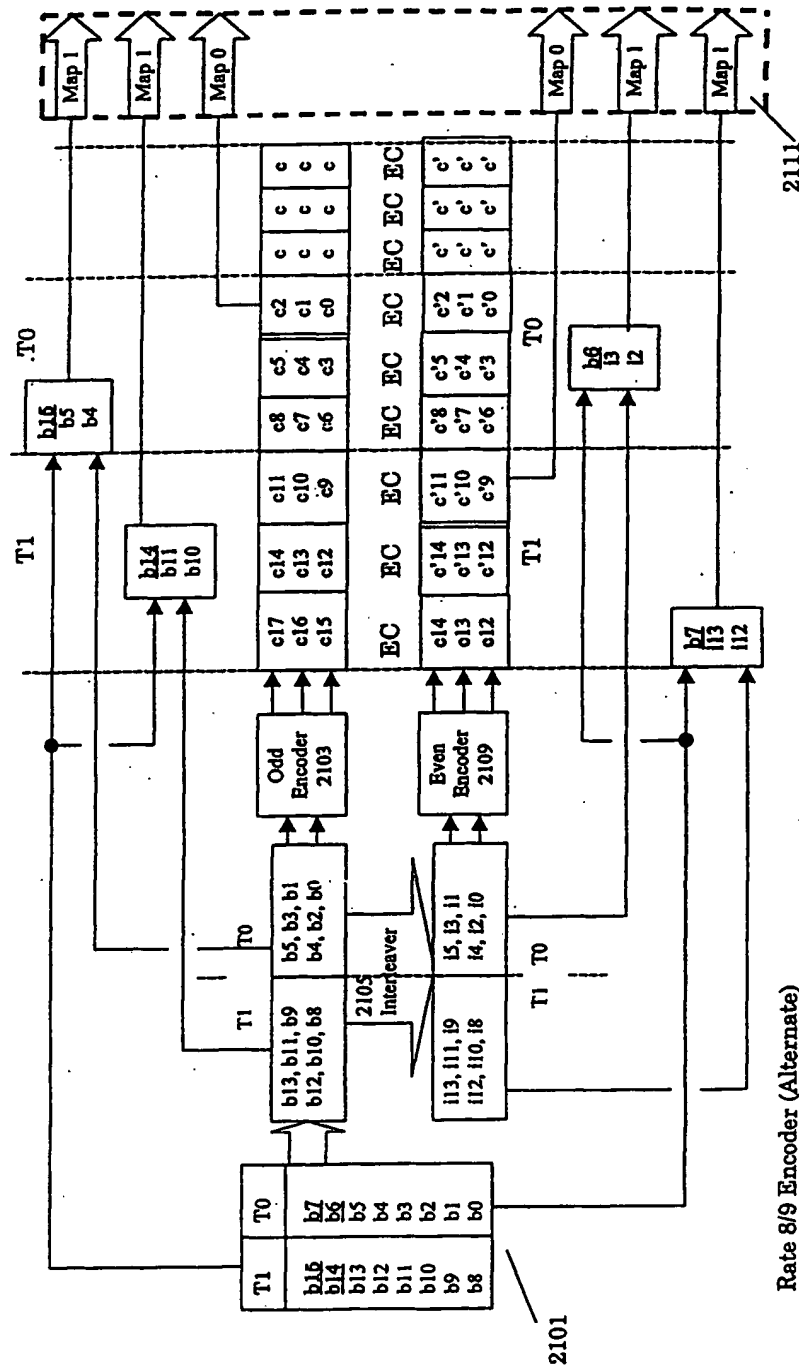 T1
.T0
b16
b5
b4
Map 1
b14
b11
b10
Map 1
Map 0
T1
T0
b16
b14
b13
b12
b11
b10
b9
b8
b7
b6
b5
b4
b3
b2
b1
b0
2101
T1
T0
b13, b11, b9
b12, b10, b8
b5, b3, b1
b4, b2, b0
2105
Interleaver
i13, i11, i9
i12, i10, i8
i5, i3, i1
i4, i2, i0
T1
T0
Odd
Encoder
2103
Even
Encoder
2109
c17
c16
c15
c14
c13
c12
c11
c10
c9
c8
c7
c6
c5
c4
c3
c2
c1
c0
c
c
c
c
c
c
c
c
c
EC
EC
EC
EC
EC
EC
EC
EC
EC
c14
c13
c12
c'14
c'13
c'12
c'11
c'10
c'9
c'8
c'7
c'6
c'5
c'4
c'3
c'2
c'1
c'0
c'
c'
c'
c'
c'
c'
c'
c'
c'
T1
T0
Map 0
b6
i3
i2
Map 1
b7
i13
i12
Map 1
2111
Rate 8/9 Encoder (Alternate)